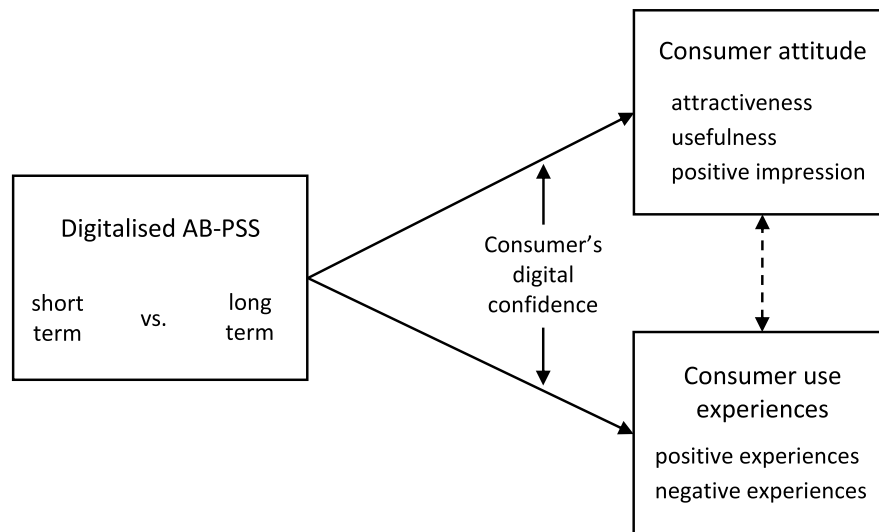 Consumer attitude
attractiveness
usefulness
positive impression
Digitalised AB-PSS
short
term
vs.
long
term
Consumer’s
digital
confidence
Consumer use
experiences
positive experiences
negative experiences